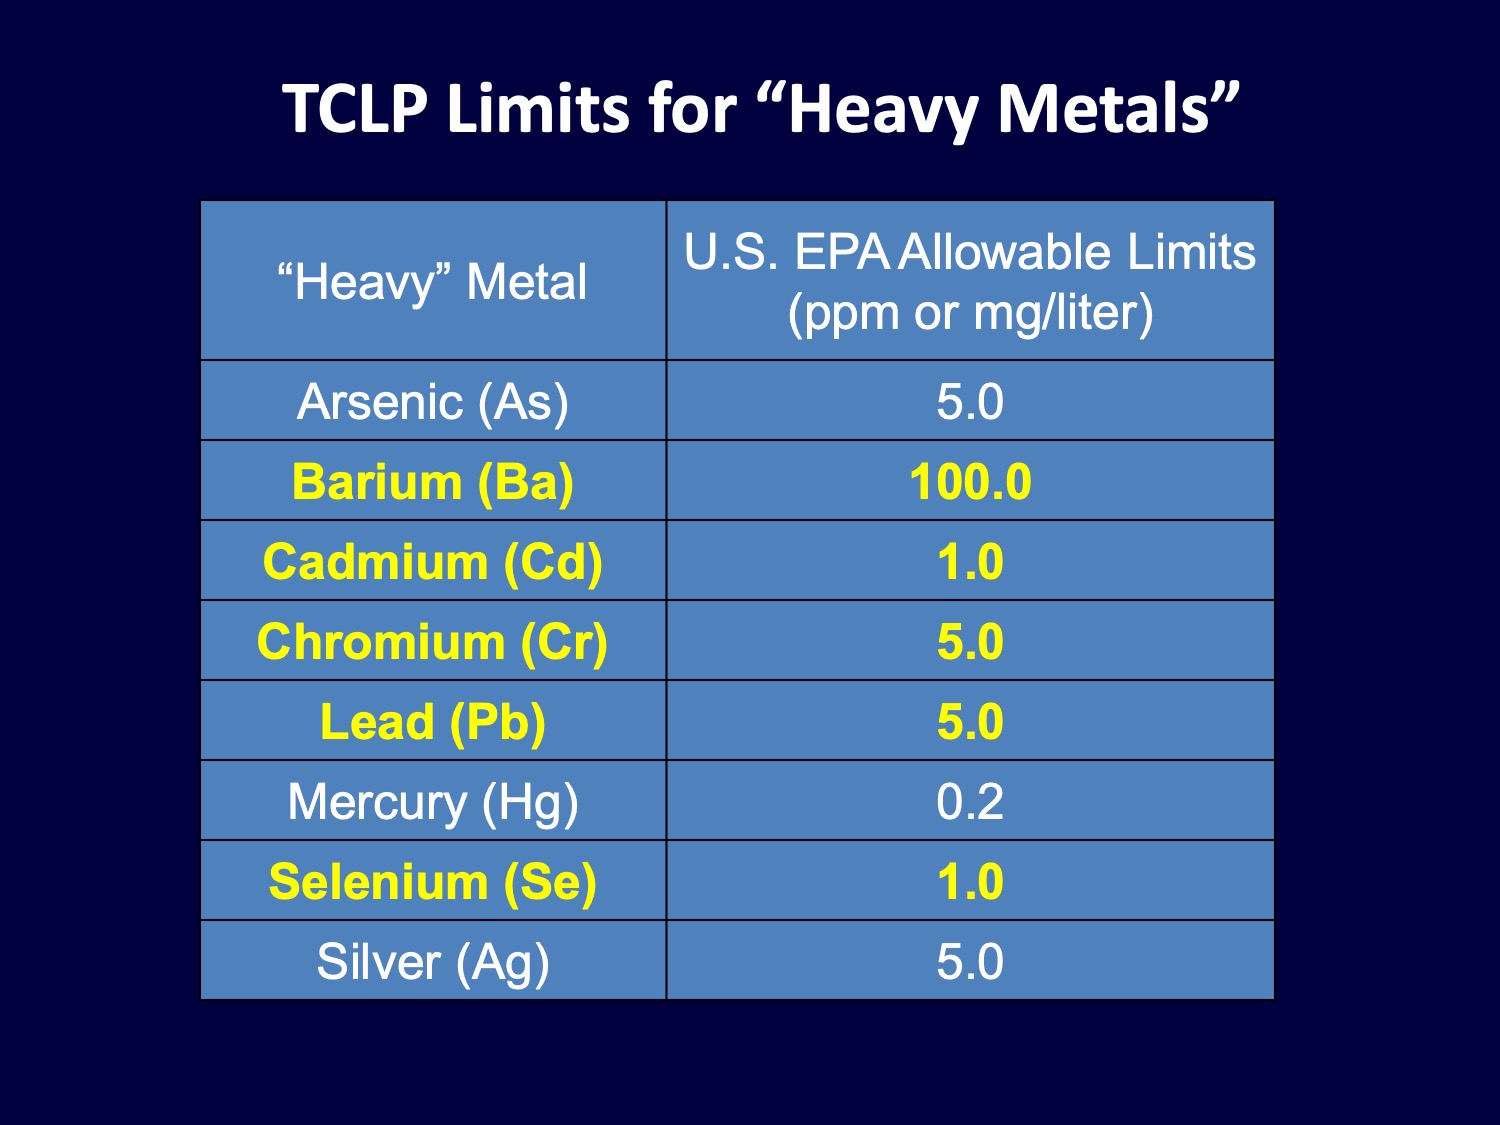 TCLP Limits for “Heavy Metals”
“Heavy” Metal
U.S. EPA Allowable Limits
(ppm or mg/liter)
Arsenic (As) 5.0
Barium (Ba) 100.0
Cadmium (Cd) 1.0
Chromium (Cr) 5.0
Lead (Pb) 5.0
Mercury (Hg) 0.2
Selenium (Se) 1.0
Silver (Ag) 5.0